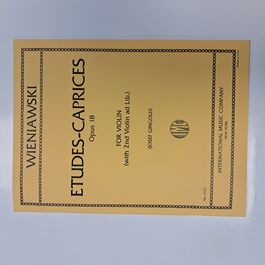 WIENIAWSKI
ETUDES-CAPRICES
Opus 18
FOR VIOLIN
(with 2nd Violin ad Lib.)
(JOSEF GINGOLD)
IMC
INTERNATIONAL MUSIC COMPANY
NEW YORK